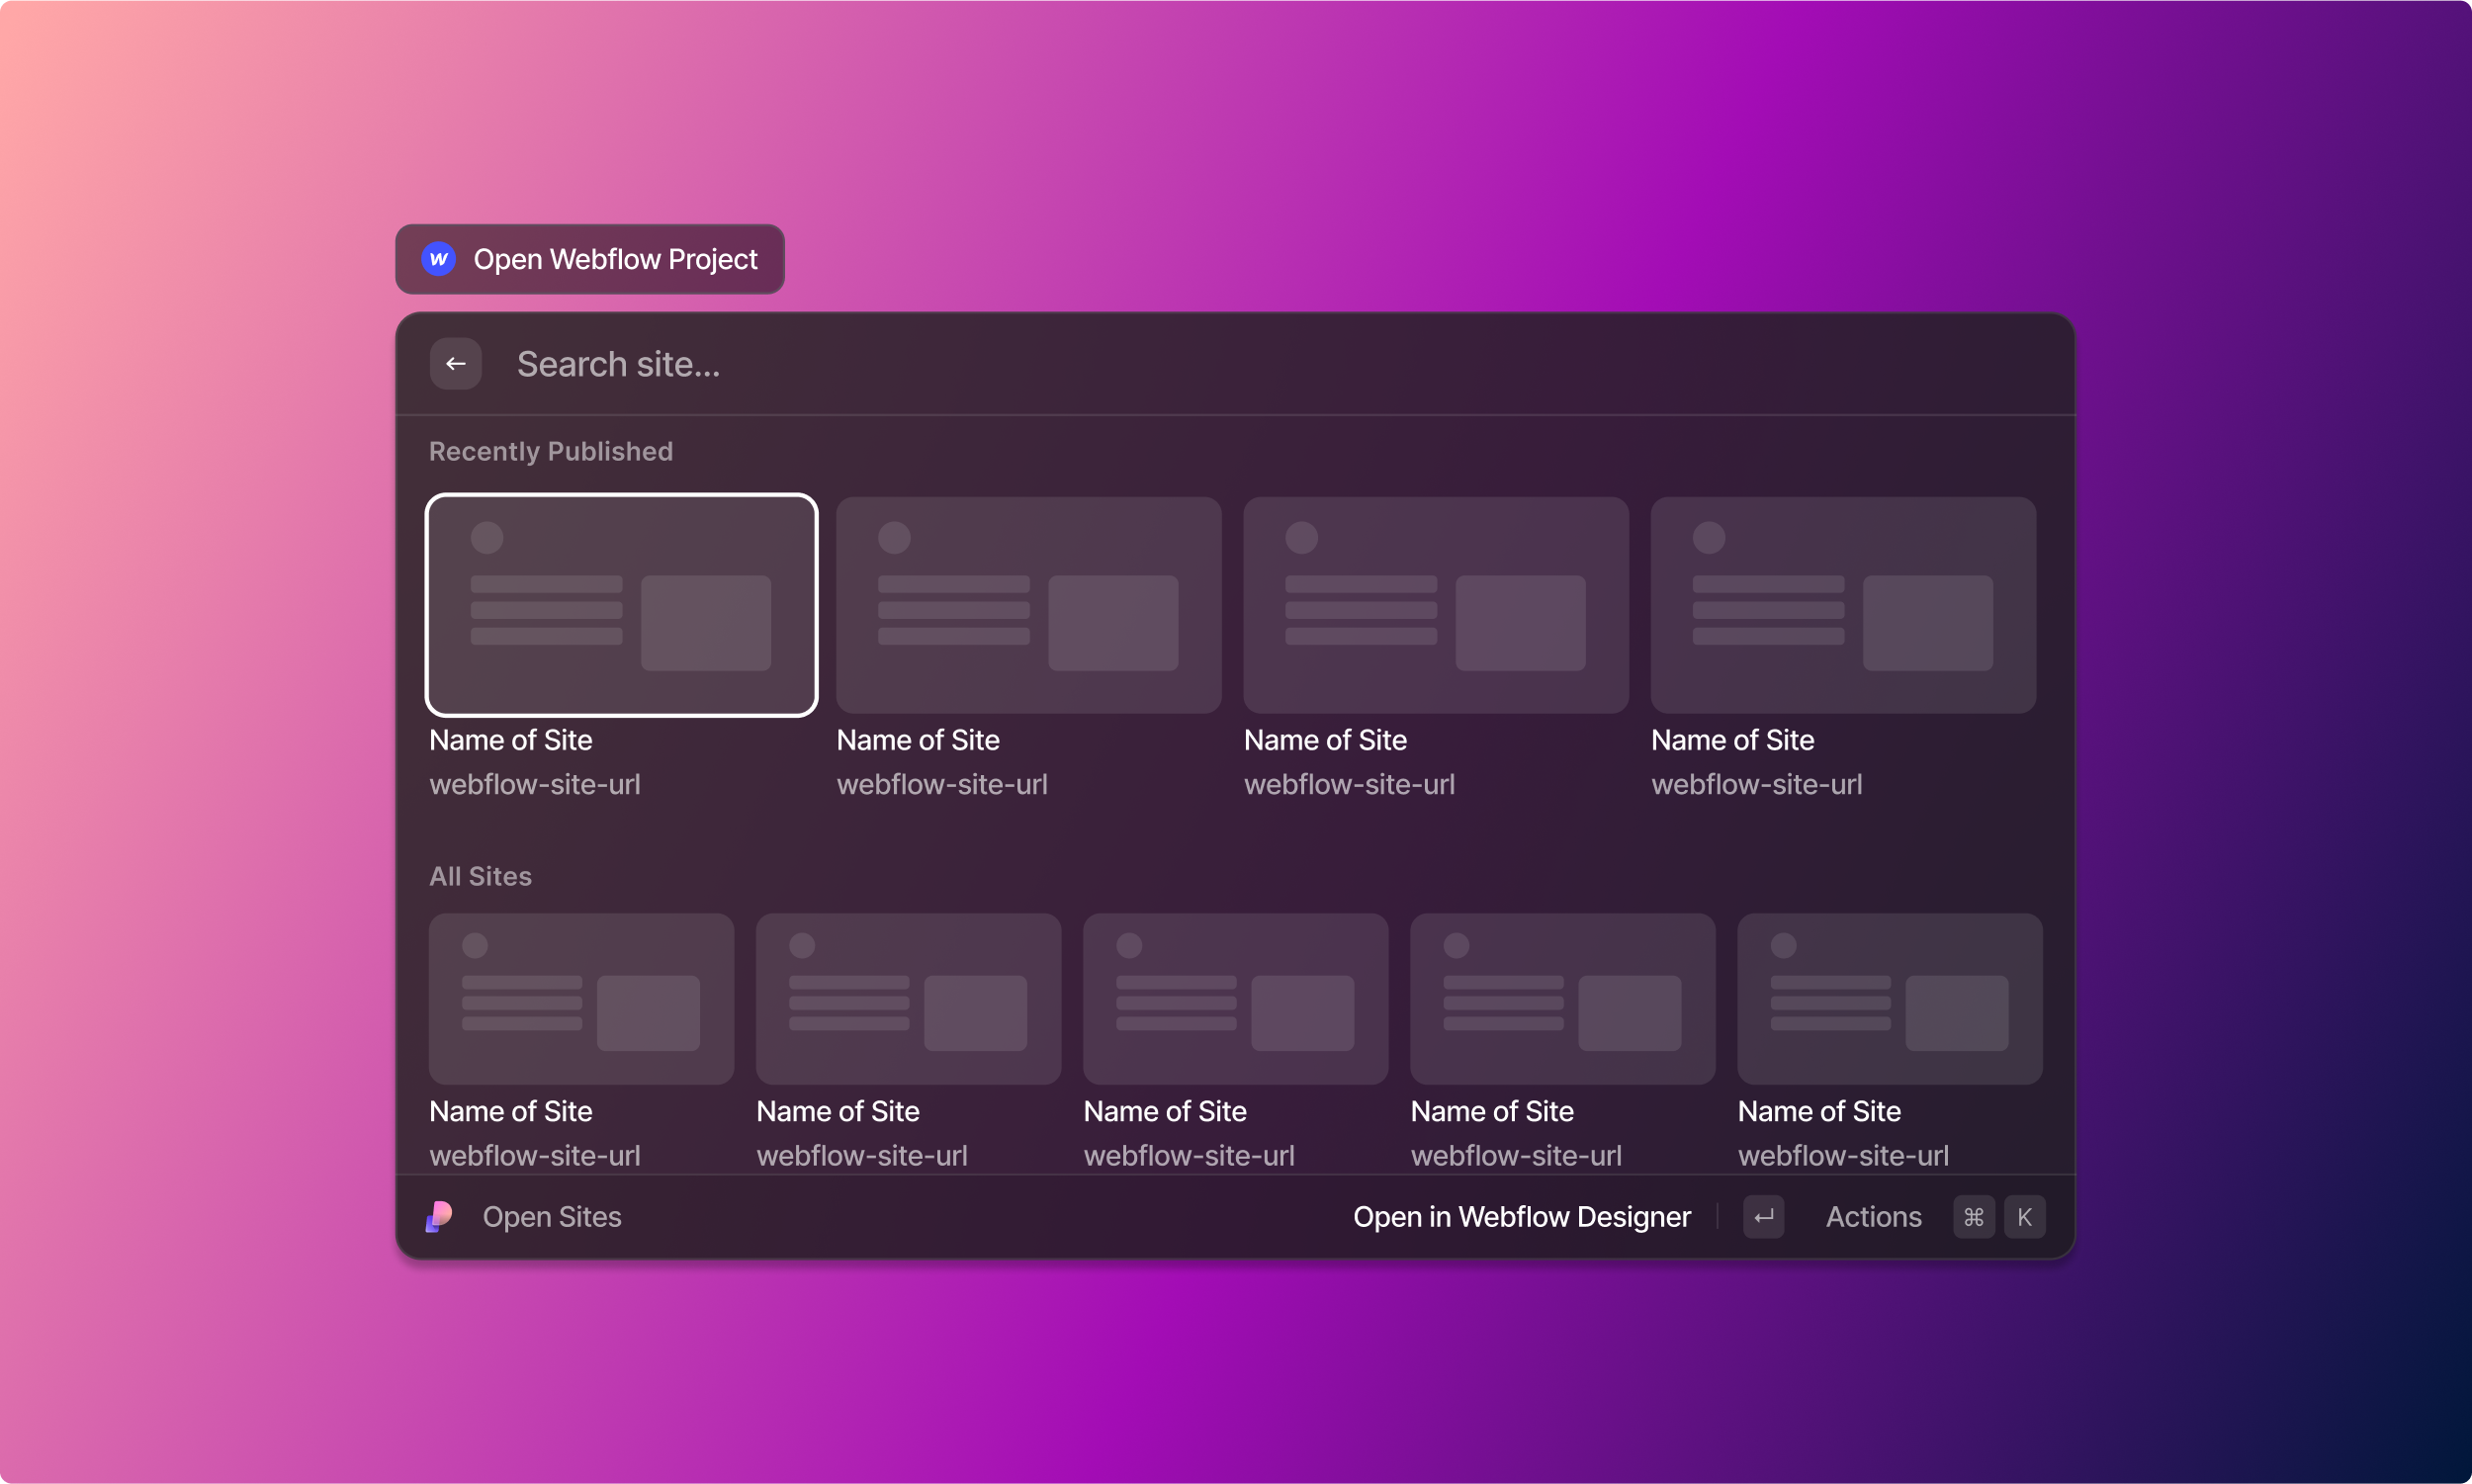 Open Webflow Project
Search site...
Recently Published
Name of Site Name of Site Name of Site Name of Site
webflow-site-url webflow-site-url webflow-site-url webflow-site-url
All Sites
Name of Site Name of Site Name of Site Name of Site Name of Site
webflow-site-url webflow-site-url webflow-site-url webflow-site-url webflow-site-url
Open Sites Open in Webflow Designer Actions ⌘ K